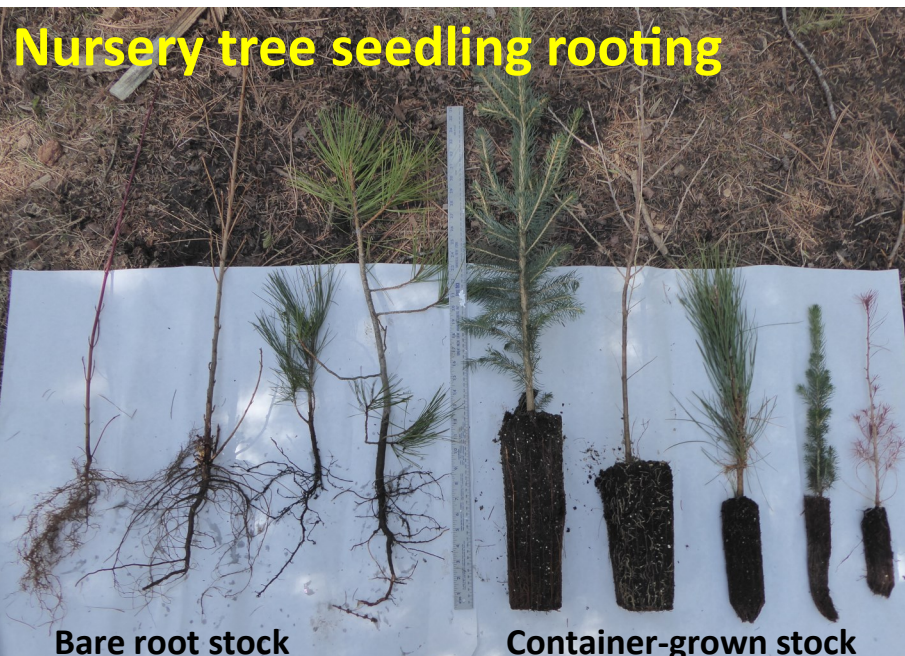 Nursery tree seedling rooting
Bare root stock
Container-grown stock